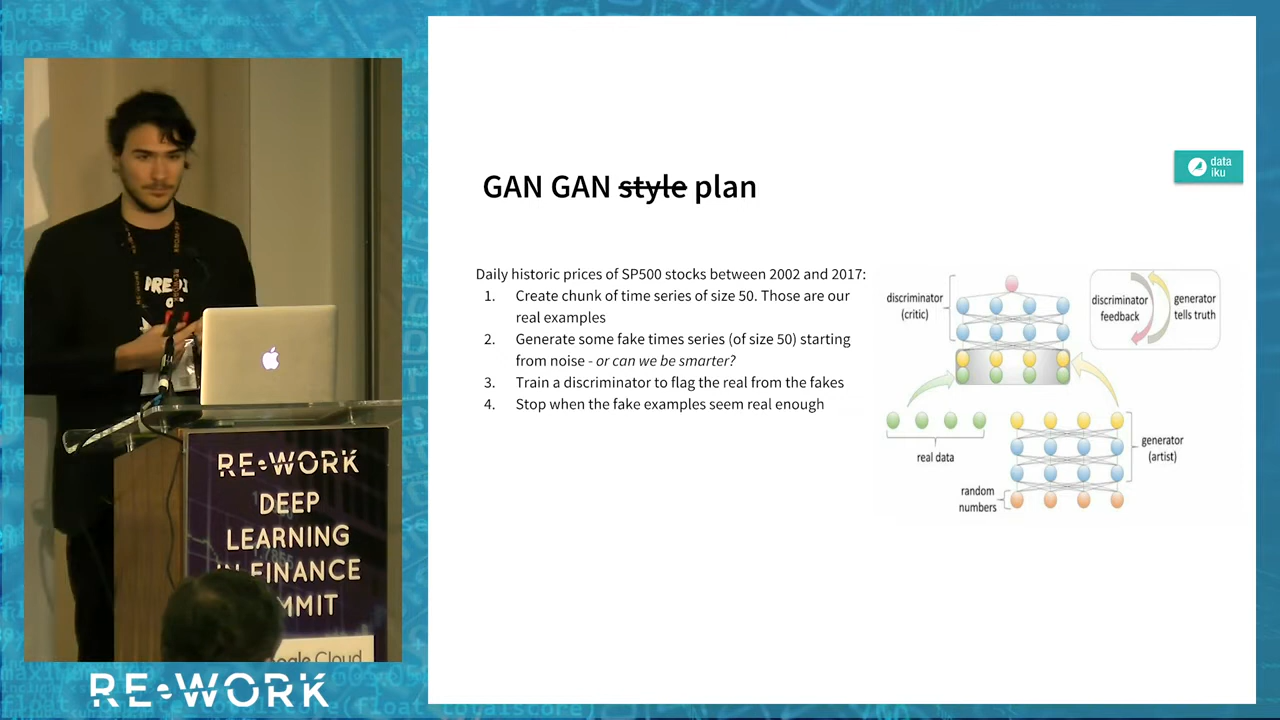 GAN GAN style plan
data
iku
Daily historic prices of SP500 stocks between 2002 and 2017:
1. Create chunk of time series of size 50. Those are our
real examples
2. Generate some fake times series (of size 50) starting
from noise - or can we be smarter?
3. Train a discriminator to flag the real from the fakes
4. Stop when the fake examples seem real enough
discriminator
(critic)
discriminator
feedback
generator
tells truth
real data
generator
(artist)
random
numbers
RE•WORK
DEEP
LEARNING
IN FINANCE
Cloud
RE•WORK